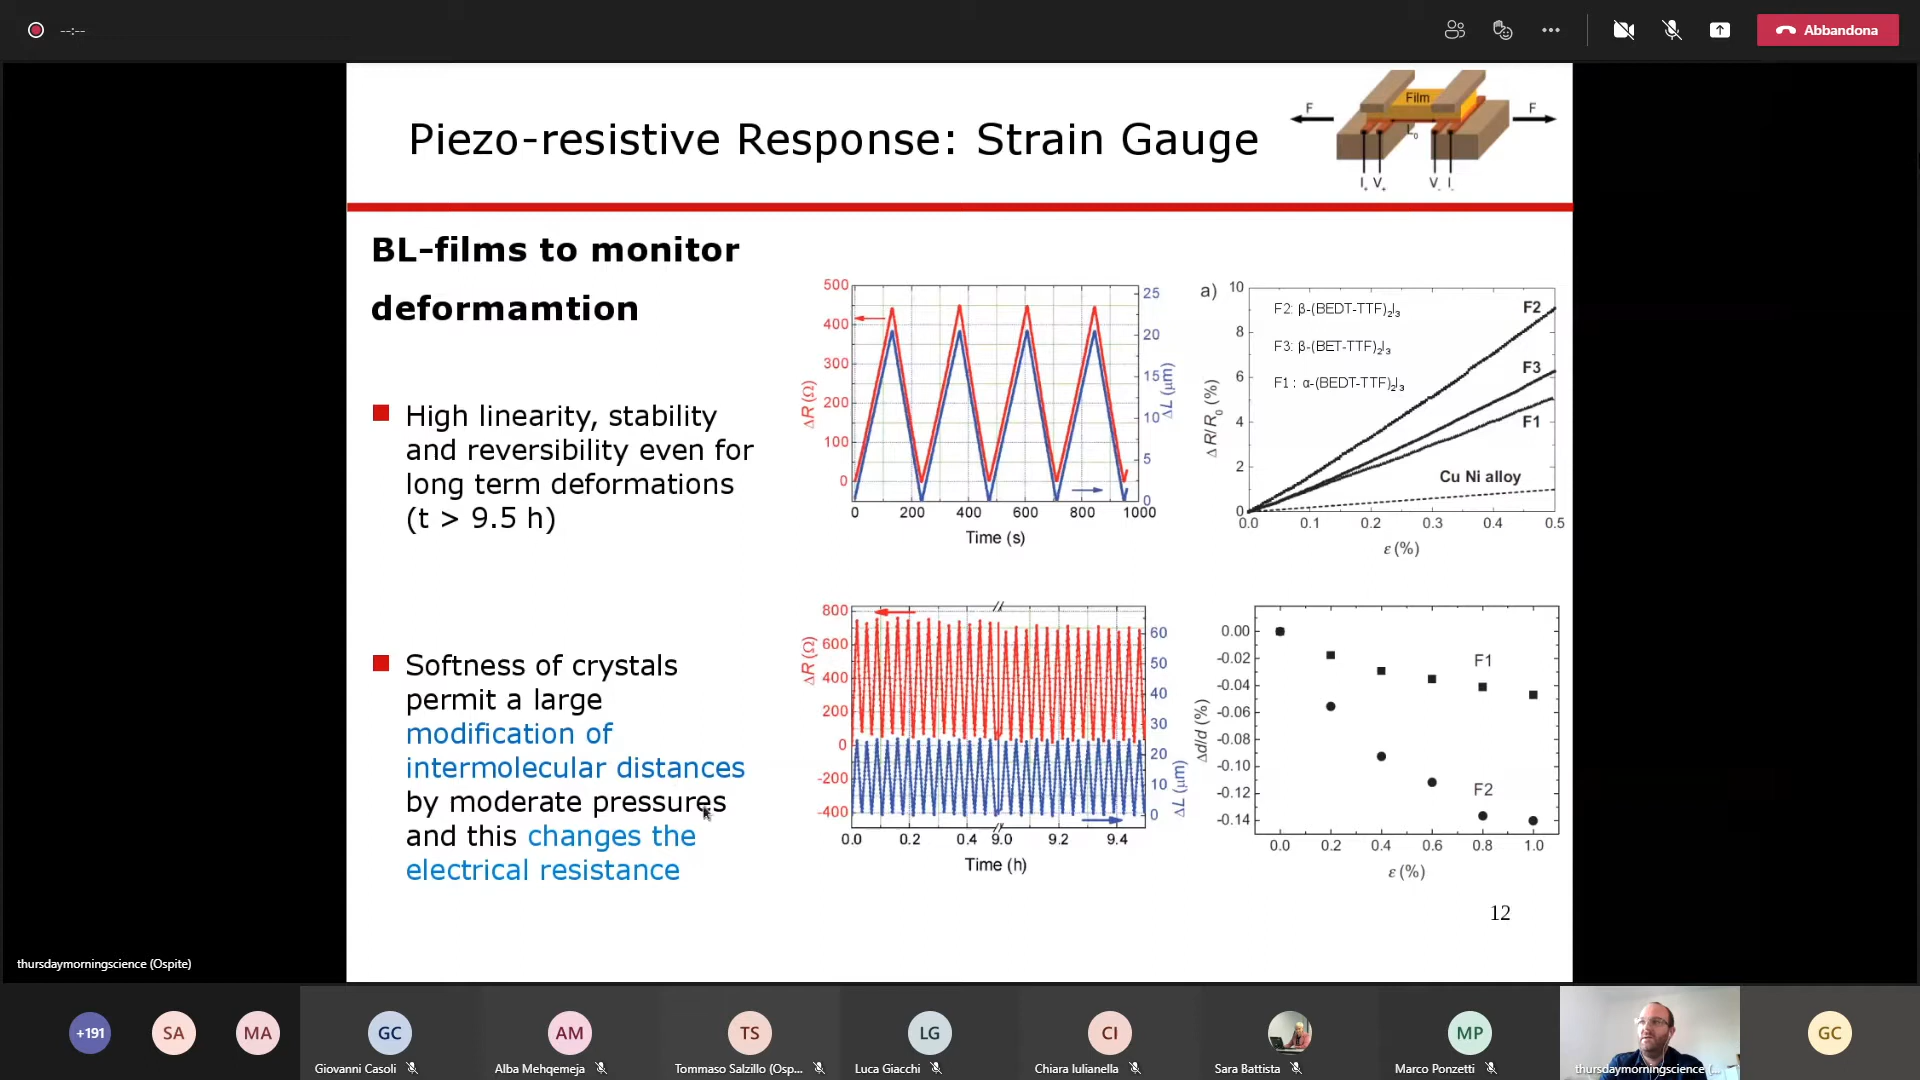 --:--
Abbandona
Piezo-resistive Response: Strain Gauge
Film
F
F
L₀
I₊ V₊
V₋ I₋
BL-films to monitor
deformamtion
High linearity, stability
and reversibility even for
long term deformations
(t > 9.5 h)
Softness of crystals
permit a large
modification of
intermolecular distances
by moderate pressures
and this changes the
electrical resistance
500
400
300
200
100
0
ΔR (Ω)
25
20
15
10
5
0
ΔL (μm)
0 200 400 600 800 1000
Time (s)
a)
10
8
6
4
2
0
ΔR/R₀ (%)
F2: β-(BEDT-TTF)₂I₃
F3: β-(BET-TTF)₂I₃
F1 : α-(BEDT-TTF)₂I₃
F2
F3
F1
Cu Ni alloy
0.0 0.1 0.2 0.3 0.4 0.5
ε (%)
800
600
400
200
0
-200
-400
ΔR (Ω)
60
50
40
30
20
10
0
ΔL (μm)
0.0 0.2 0.4 9.0 9.2 9.4
Time (h)
0.00
-0.02
-0.04
-0.06
-0.08
-0.10
-0.12
-0.14
Δd/d (%)
F1
F2
0.0 0.2 0.4 0.6 0.8 1.0
ε (%)
12
thursdaymorningscience (Ospite)
+191
SA
MA
GC
AM
TS
LG
CI
MP
GC
Giovanni Casoli
Alba Mehqemeja
Tommaso Salzillo (Osp...
Luca Giacchi
Chiara Iulianella
Sara Battista
Marco Ponzetti
thursdaymorningscience (...